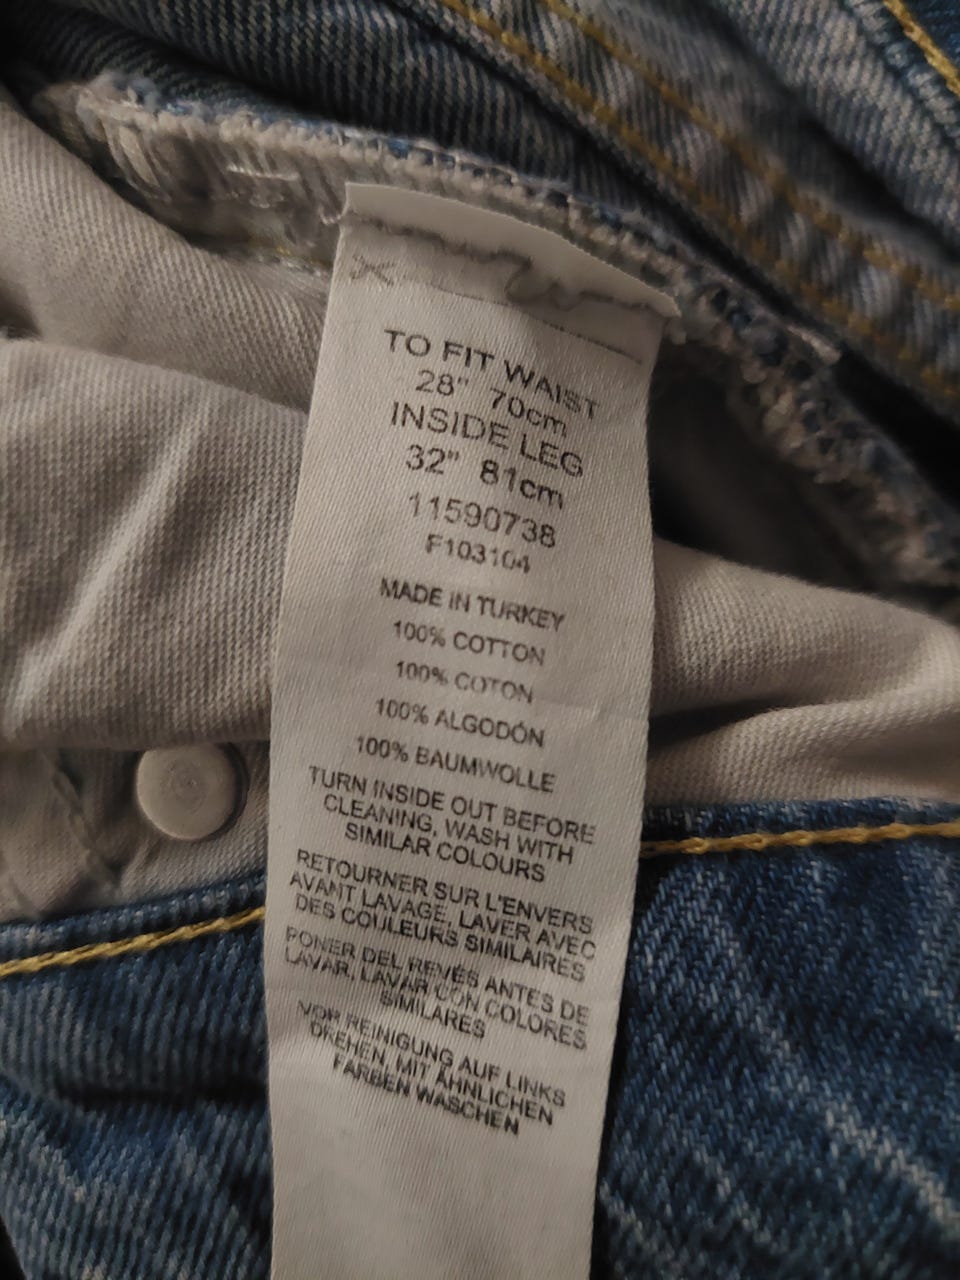 TO FIT WAIST
28" 70cm
INSIDE LEG
32" 81cm
11590738
F103104
MADE IN TURKEY
100% COTTON
100% COTON
100% ALGODÓN
100% BAUMWOLLE
TURN INSIDE OUT BEFORE
CLEANING, WASH WITH
SIMILAR COLOURS
RETOURNER SUR L'ENVERS
AVANT LAVAGE, LAVER AVEC
DES COULEURS SIMILAIRES
PONER DEL REVÉS ANTES DE
LAVAR, LAVAR CON COLORES
SIMILARES
VOR REINIGUNG AUF LINKS
DREHEN, MIT ÄHNLICHEN
FARBEN WASCHEN